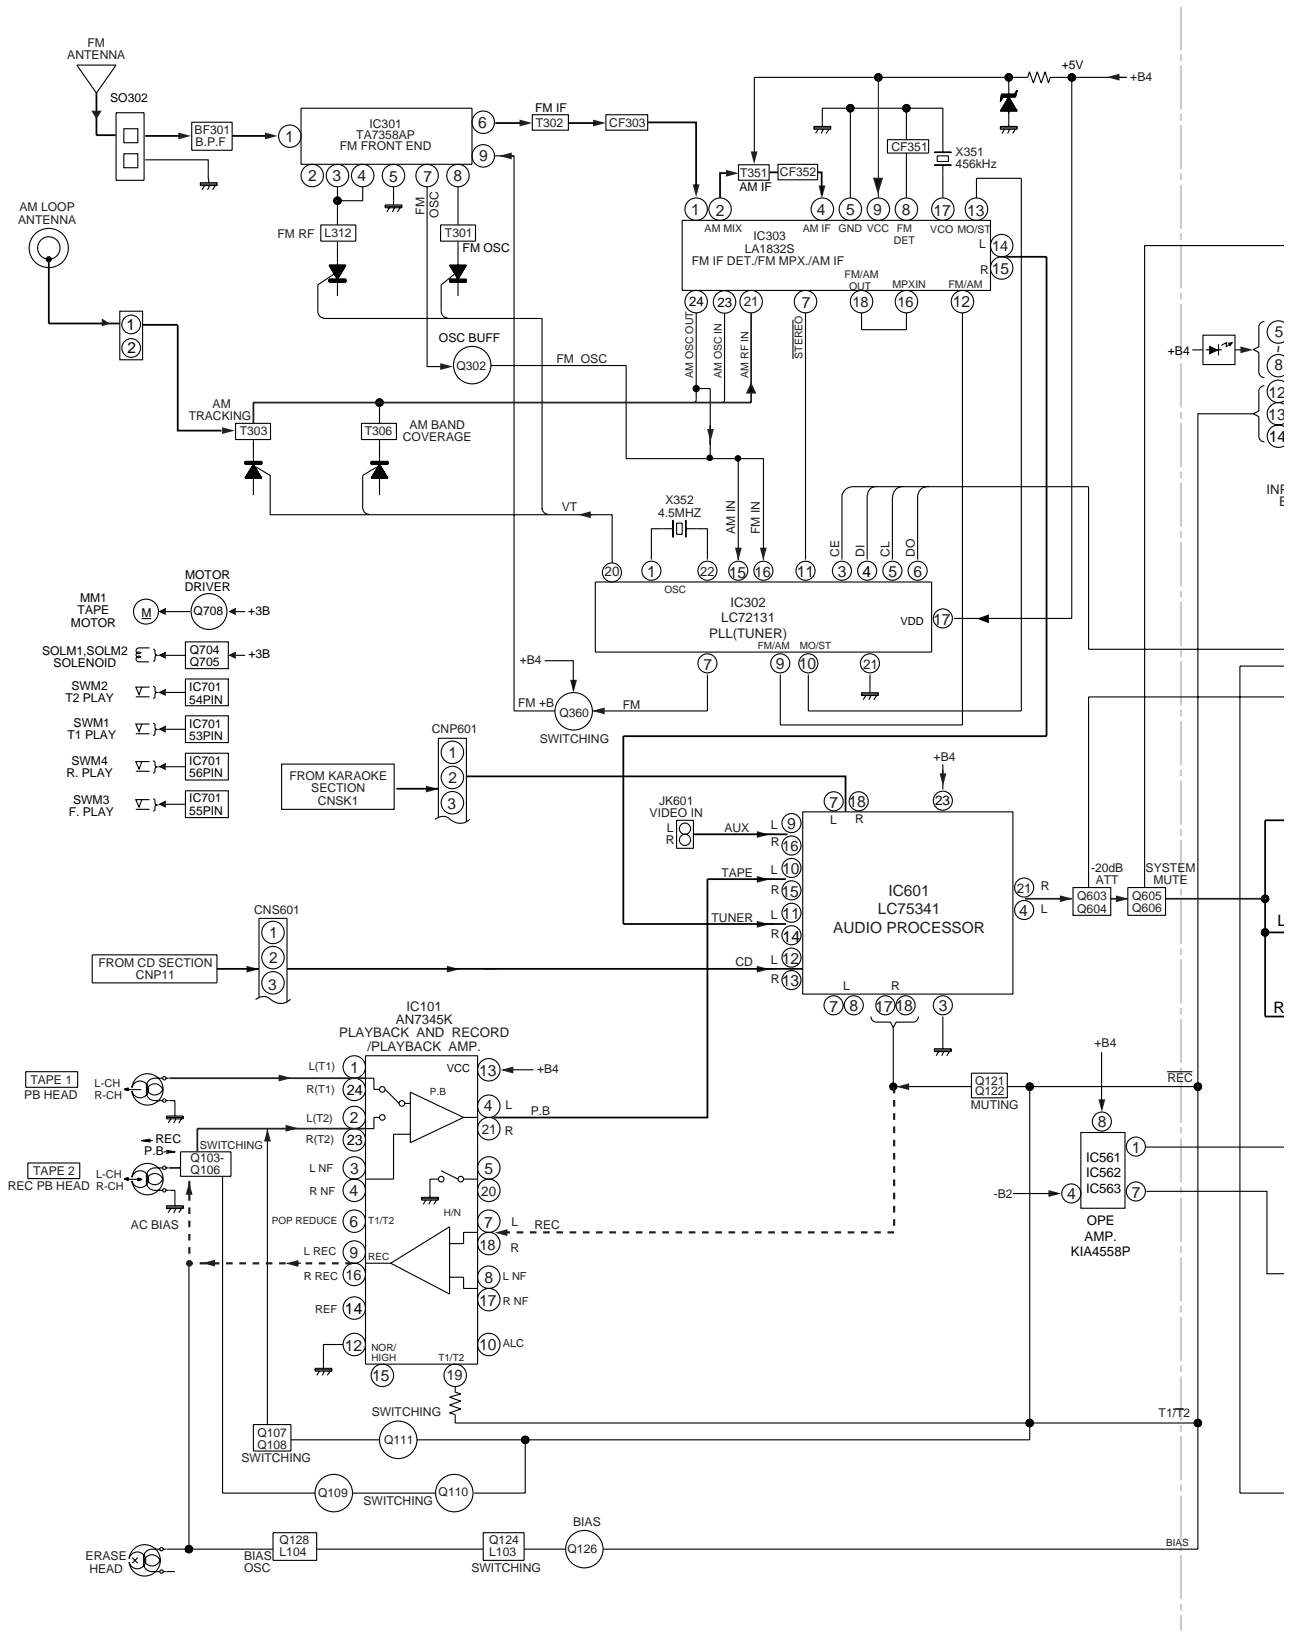 FM
ANTENNA
SO302
BF301
B.P.F
1
IC301
TA7358AP
FM FRONT END
6
9
2
3
4
5
7
8
FM IF
T302
CF303
FM RF
L312
FM
OSC
T301
FM OSC
AM LOOP
ANTENNA
1
2
OSC BUFF
Q302
FM OSC
AM
TRACKING
T303
T306
AM BAND
COVERAGE
VT
+5V
+B4
T351
AM IF
CF352
CF351
X351
456kHz
1
2
4
5
9
8
17
13
AM MIX
AM IF
GND
VCC
FM
DET
VCO
MO/ST
IC303
LA1832S
FM IF DET./FM MPX./AM IF
L
14
R
15
FM/AM
OUT
MPXIN
FM/AM
24
23
21
7
18
16
12
AM OSC OUT
AM OSC IN
AM RF IN
STEREO
X352
4.5MHZ
AM IN
FM IN
CE
DI
CL
DO
20
1
22
15
16
11
3
4
5
6
OSC
IC302
LC72131
PLL(TUNER)
VDD
17
FM/AM
MO/ST
7
9
10
21
+B4
FM +B
Q360
FM
SWITCHING
+B4
5
~
8
12
13
14
INF
E
MM1
TAPE
MOTOR
M
MOTOR
DRIVER
Q708
+3B
SOLM1,SOLM2
SOLENOID
Q704
Q705
+3B
SWM2
T2 PLAY
IC701
54PIN
SWM1
T1 PLAY
IC701
53PIN
SWM4
R. PLAY
IC701
56PIN
SWM3
F. PLAY
IC701
55PIN
CNP601
1
2
3
FROM KARAOKE
SECTION
CNSK1
JK601
VIDEO IN
L
R
AUX
TAPE
TUNER
CD
L 9
R 16
L 10
R 15
L 11
R 14
L 12
R 13
7
18
L
R
+B4
23
IC601
LC75341
AUDIO PROCESSOR
21 R
4 L
L
R
7
8
17
18
3
-20dB
ATT
Q603
Q604
SYSTEM
MUTE
Q605
Q606
L
R
CNS601
1
2
3
FROM CD SECTION
CNP11
IC101
AN7345K
PLAYBACK AND RECORD
/PLAYBACK AMP.
TAPE 1
PB HEAD
L-CH
R-CH
L(T1) 1
R(T1) 24
L(T2) 2
R(T2) 23
L NF 3
R NF 4
POP REDUCE 6 T1/T2
L REC 9 REC
R REC 16
REF 14
12
NOR/
HIGH
15
T1/T2
19
VCC 13
+B4
P.B
4 L
21 R
P.B
5
20
H/N
7 L
18 R
REC
8 L NF
17 R NF
10 ALC
REC
P.B
SWITCHING
Q103-
Q106
TAPE 2
REC PB HEAD
L-CH
R-CH
AC BIAS
Q121
Q122
MUTING
REC
+B4
8
IC561
IC562
IC563
1
7
-B2
4
OPE
AMP.
KIA4558P
T1/T2
Q107
Q108
SWITCHING
SWITCHING
Q111
Q109
SWITCHING
Q110
ERASE
HEAD
BIAS
OSC
Q128
L104
Q124
L103
SWITCHING
BIAS
Q126
BIAS